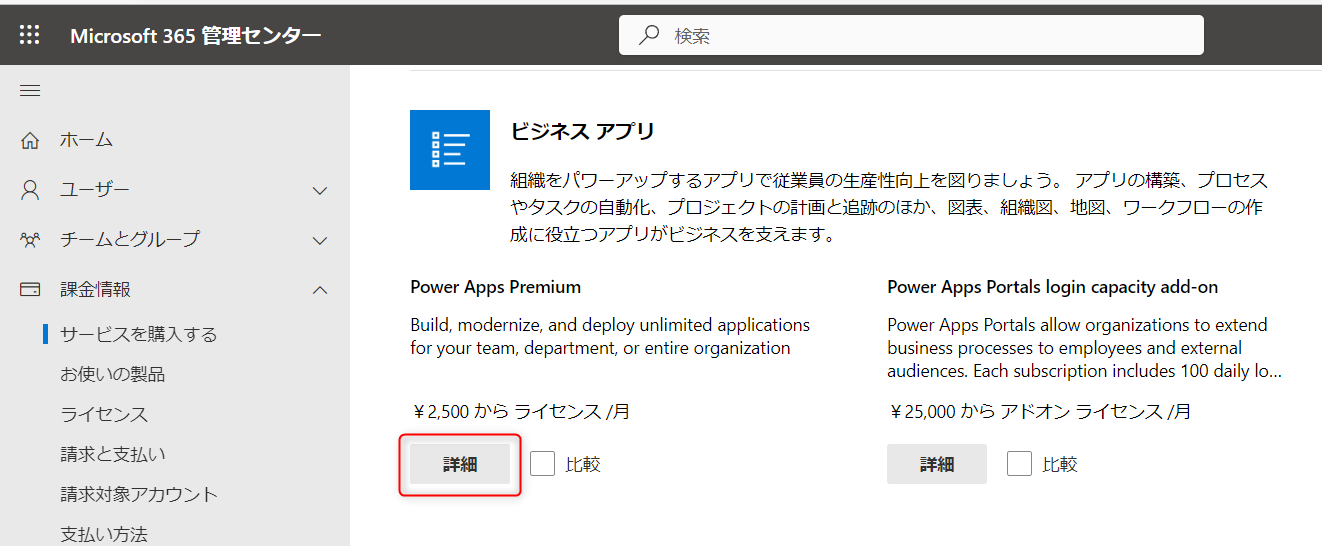 Microsoft 365 管理センター
検索
ホーム
ユーザー
チームとグループ
課金情報
サービスを購入する
お使いの製品
ライセンス
請求と支払い
請求対象アカウント
支払い方法
ビジネス アプリ
組織をパワーアップするアプリで従業員の生産性向上を図りましょう。 アプリの構築、プロセス
やタスクの自動化、プロジェクトの計画と追跡のほか、図表、組織図、地図、ワークフローの作
成に役立つアプリがビジネスを支えます。
Power Apps Premium
Build, modernize, and deploy unlimited applications
for your team, department, or entire organization
￥2,500 から ライセンス /月
詳細
比較
Power Apps Portals login capacity add-on
Power Apps Portals allow organizations to extend
business processes to employees and external
audiences. Each subscription includes 100 daily lo...
￥25,000 から アドオン ライセンス /月
詳細
比較